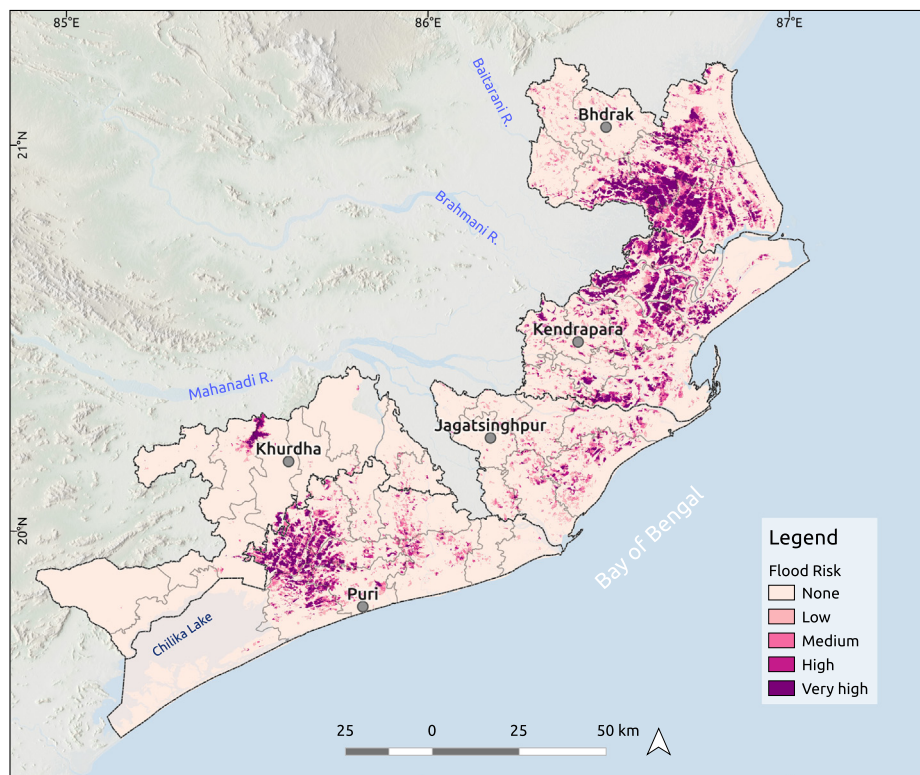 85°E
86°E
87°E
21°N
20°N
Baitarani R.
Bhdrak
Brahmani R.
Kendrapara
Mahanadi R.
Jagatsinghpur
Khurdha
Bay of Bengal
Puri
Chilika Lake
Legend
Flood Risk
None
Low
Medium
High
Very high
25 0 25 50 km